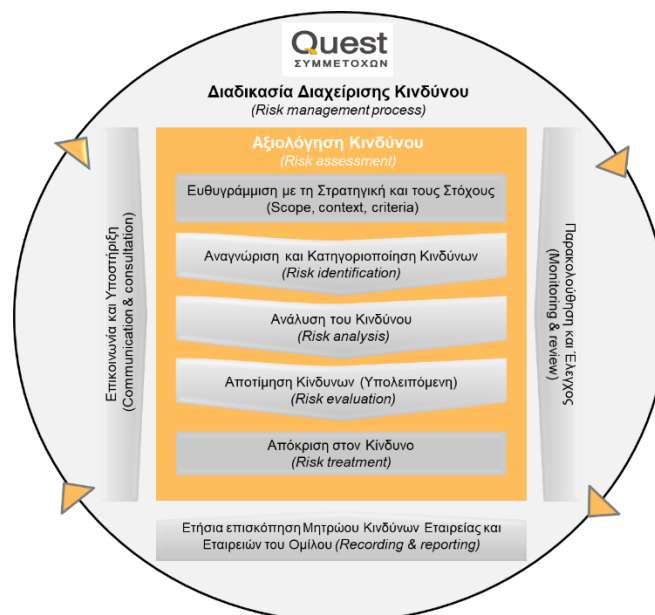 Quest
ΣΥΜΜΕΤΟΧΩΝ
Διαδικασία Διαχείρισης Κινδύνου
(Risk management process)
Αξιολόγηση Κινδύνου
(Risk assessment)
Ευθυγράμμιση με τη Στρατηγική και τους Στόχους
(Scope, context, criteria)
Αναγνώριση και Κατηγοριοποίηση Κινδύνων
(Risk identification)
Ανάλυση του Κινδύνου
(Risk analysis)
Αποτίμηση Κίνδυνων (Υπολειπόμενη)
(Risk evaluation)
Απόκριση στον Κίνδυνο
(Risk treatment)
Επικοινωνία και Υποστήριξη
(Communication & consultation)
Παρακολούθηση και Έλεγχος
(Monitoring & review)
Ετήσια επισκόπηση Μητρώου Κινδύνων Εταιρείας και
Εταιρειών του Ομίλου (Recording & reporting)